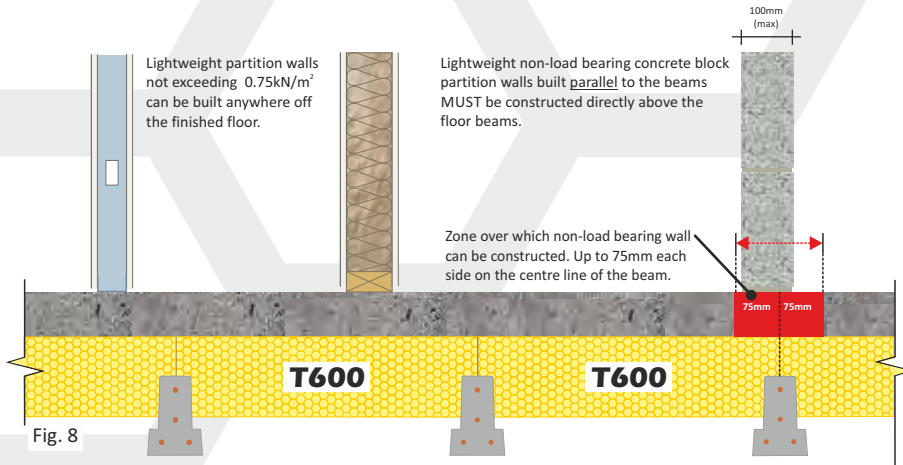 100mm
(max)
Lightweight partition walls
not exceeding 0.75kN/m²
can be built anywhere off
the finished floor.
Lightweight non-load bearing concrete block
partition walls built parallel to the beams
MUST be constructed directly above the
floor beams.
Zone over which non-load bearing wall
can be constructed. Up to 75mm each
side on the centre line of the beam.
75mm 75mm
T600 T600
Fig. 8